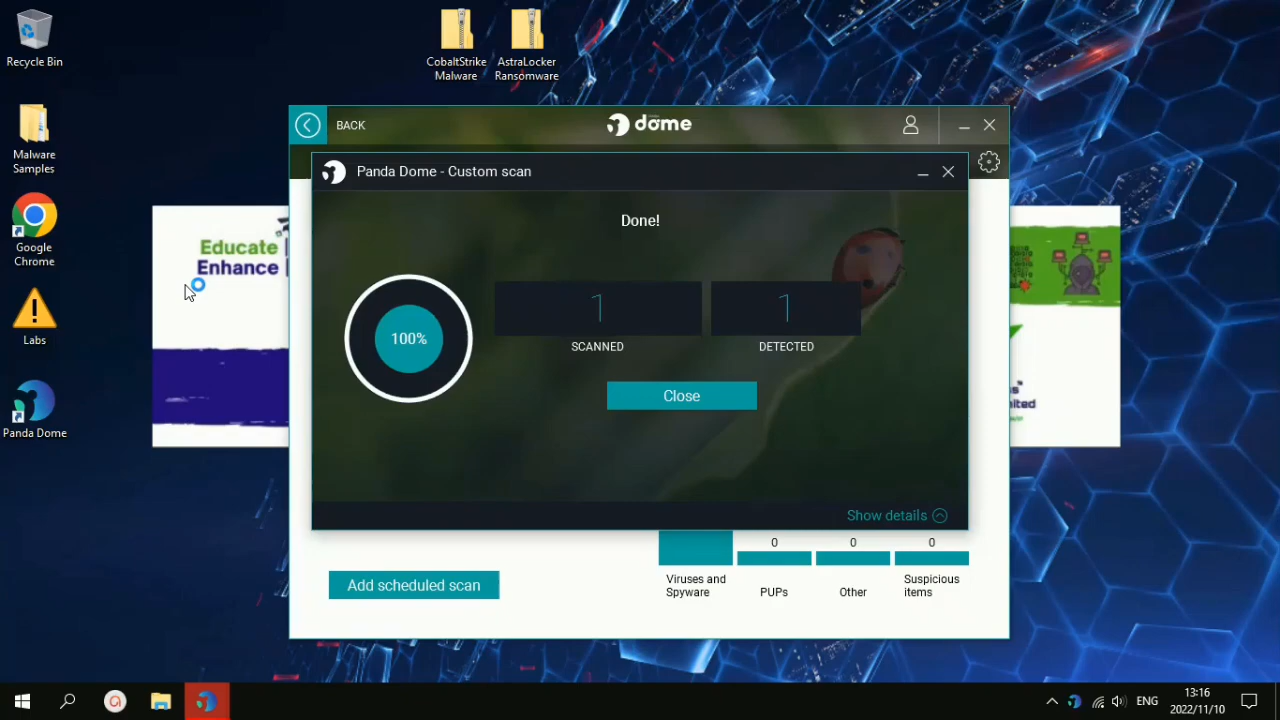 Recycle Bin
CobaltStrike
Malware
AstraLocker
Ransomware
Malware
Samples
Google
Chrome
Labs
Panda Dome
Educate
Enhance
BACK
dome
Panda Dome - Custom scan
Done!
100%
1
SCANNED
1
DETECTED
Close
Show details
Add scheduled scan
Viruses and
Spyware
0
PUPs
0
Other
0
Suspicious
items
ENG
13:16
2022/11/10